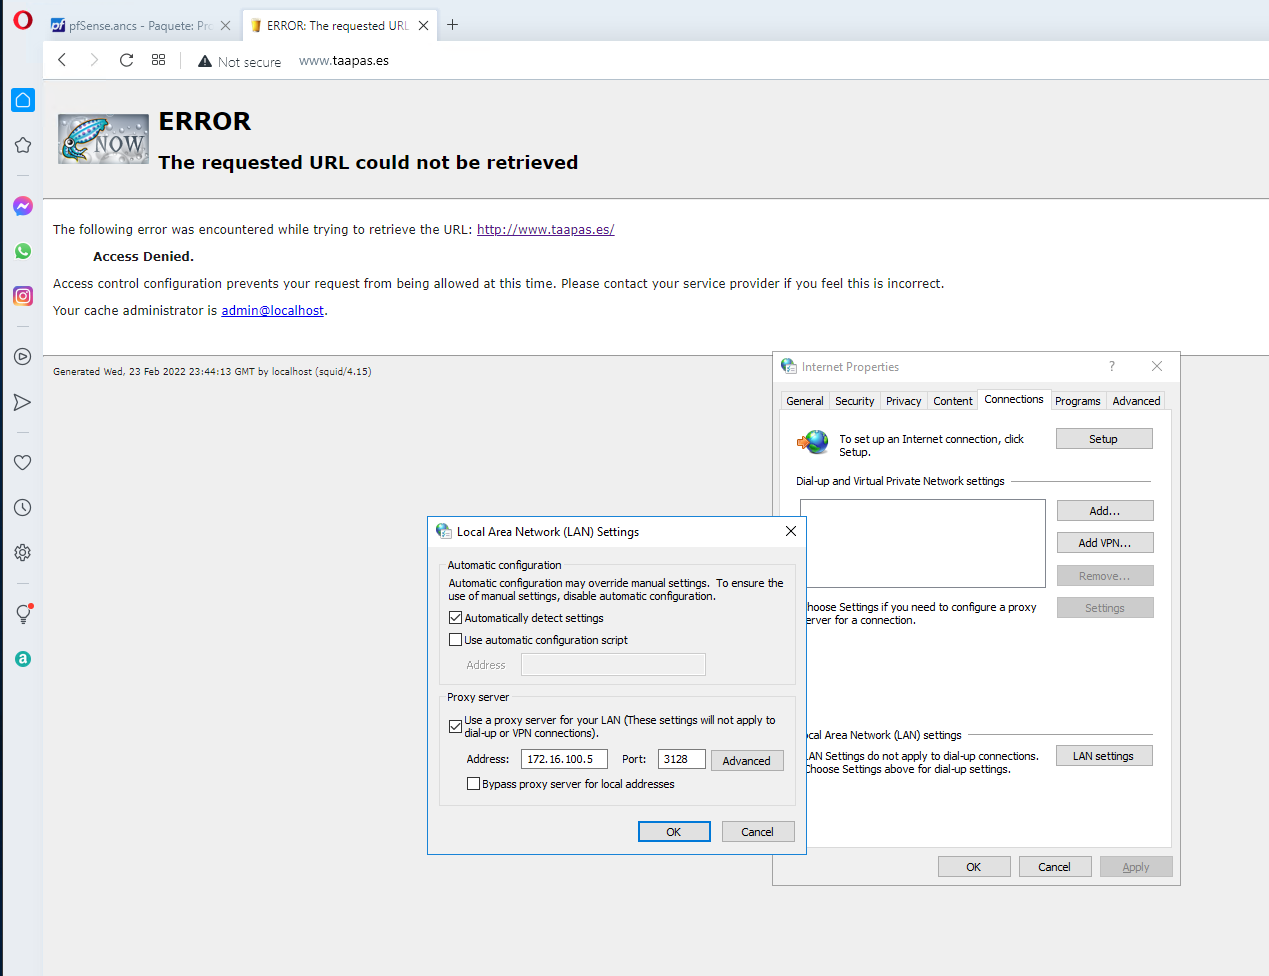 pfSense.ancs - Paquete: Pro
ERROR: The requested URL
Not secure
www.taapas.es
NOW
ERROR
The requested URL could not be retrieved
The following error was encountered while trying to retrieve the URL: http://www.taapas.es/
Access Denied.
Access control configuration prevents your request from being allowed at this time. Please contact your service provider if you feel this is incorrect.
Your cache administrator is admin@localhost.
Generated Wed, 23 Feb 2022 23:44:13 GMT by localhost (squid/4.15)
Internet Properties
?
General Security Privacy Content Connections Programs Advanced
To set up an Internet connection, click
Setup.
Setup
Dial-up and Virtual Private Network settings
Add...
Add VPN...
Remove...
Settings
hoose Settings if you need to configure a proxy
erver for a connection.
ocal Area Network (LAN) settings
LAN Settings do not apply to dial-up connections.
Choose Settings above for dial-up settings.
LAN settings
OK
Cancel
Apply
Local Area Network (LAN) Settings
Automatic configuration
Automatic configuration may override manual settings. To ensure the
use of manual settings, disable automatic configuration.
Automatically detect settings
Use automatic configuration script
Address
Proxy server
Use a proxy server for your LAN (These settings will not apply to
dial-up or VPN connections).
Address: 172.16.100.5 Port: 3128 Advanced
Bypass proxy server for local addresses
OK
Cancel
pf
a